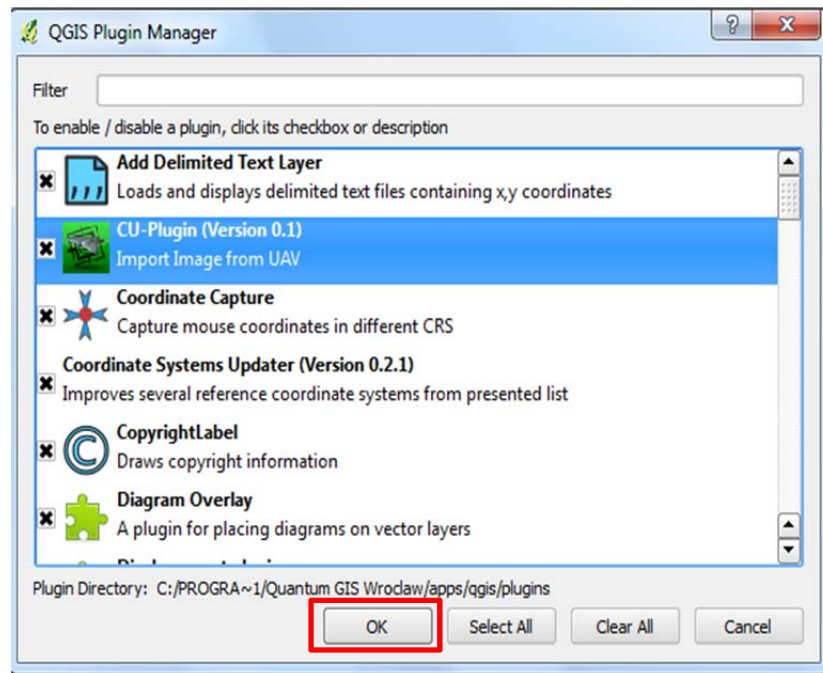 QGIS Plugin Manager
Filter
To enable / disable a plugin, click its checkbox or description
Add Delimited Text Layer
Loads and displays delimited text files containing x,y coordinates
CU-Plugin (Version 0.1)
Import Image from UAV
Coordinate Capture
Capture mouse coordinates in different CRS
Coordinate Systems Updater (Version 0.2.1)
Improves several reference coordinate systems from presented list
CopyrightLabel
Draws copyright information
Diagram Overlay
A plugin for placing diagrams on vector layers
Plugin Directory: C:/PROGRA~1/Quantum GIS Wroclaw/apps/qgis/plugins
OK Select All Clear All Cancel